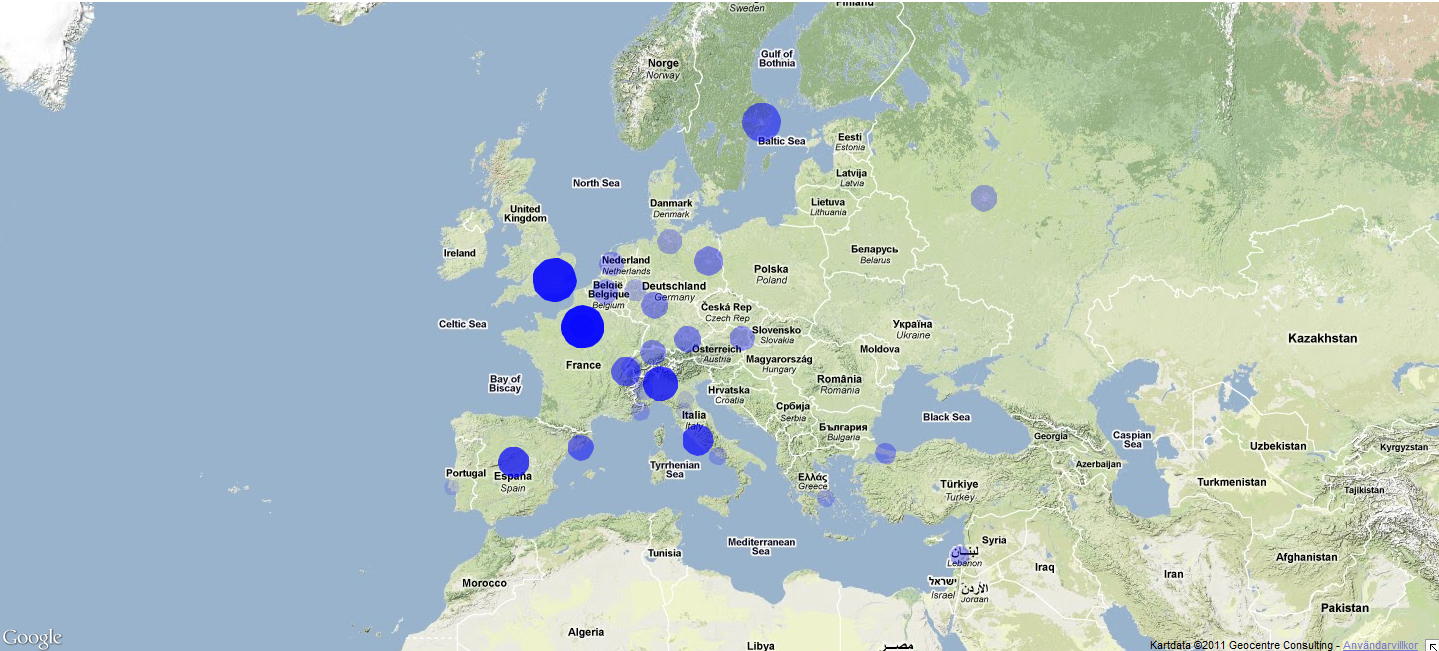 Sweden
Finland
Norge
Norway
Gulf of
Bothnia
Baltic Sea
Eesti
Estonia
Latvija
Latvia
North Sea
Danmark
Denmark
Lietuva
Lithuania
United
Kingdom
Ireland
Беларусь
Belarus
Nederland
Netherlands
Polska
Poland
België
Belgique
Belgium
Deutschland
Germany
Česká Rep
Czech Rep
Celtic Sea
Slovensko
Slovakia
Україна
Ukraine
Kazakhstan
Österreich
Austria
Magyarország
Hungary
Moldova
France
Bay of
Biscay
România
Romania
Hrvatska
Croatia
Србија
Serbia
Italia
Italy
България
Bulgaria
Black Sea
Georgia
Caspian
Sea
Uzbekistan
Kyrgyzstan
Azerbaijan
Tyrrhenian
Sea
Portugal
España
Spain
Ελλάς
Greece
Türkiye
Turkey
Turkmenistan
Tajikistan
Mediterranean
Sea
Syria
لبنان
Lebanon
Tunisia
Iraq
Iran
Afghanistan
Morocco
ישראל
Israel
الأردن
Jordan
Pakistan
Algeria
Libya
مصر
Google
Kartdata ©2011 Geocentre Consulting - Användarvillkor